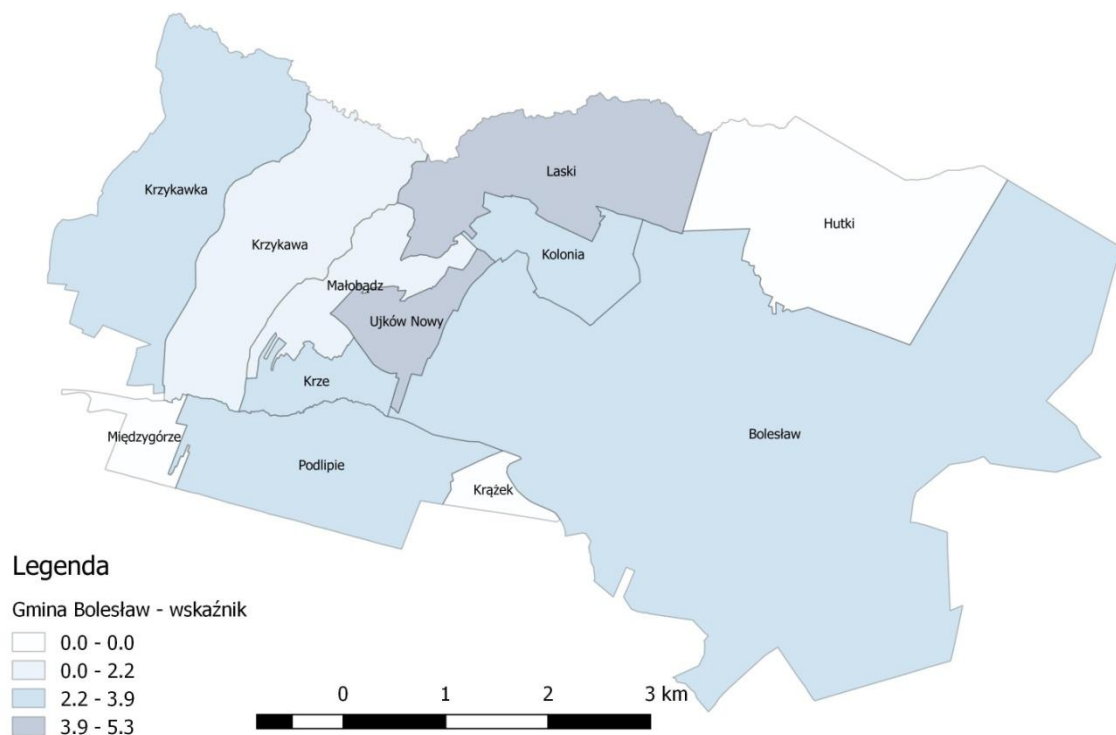 Krzykawka
Laski
Hutki
Krzykawa
Kolonia
Małobądz
Ujków Nowy
Krze
Bolesław
Międzygórze
Podlipie
Krążek
Legenda
Gmina Bolesław - wskaźnik
0.0 - 0.0
0.0 - 2.2
2.2 - 3.9
3.9 - 5.3
0 1 2 3 km